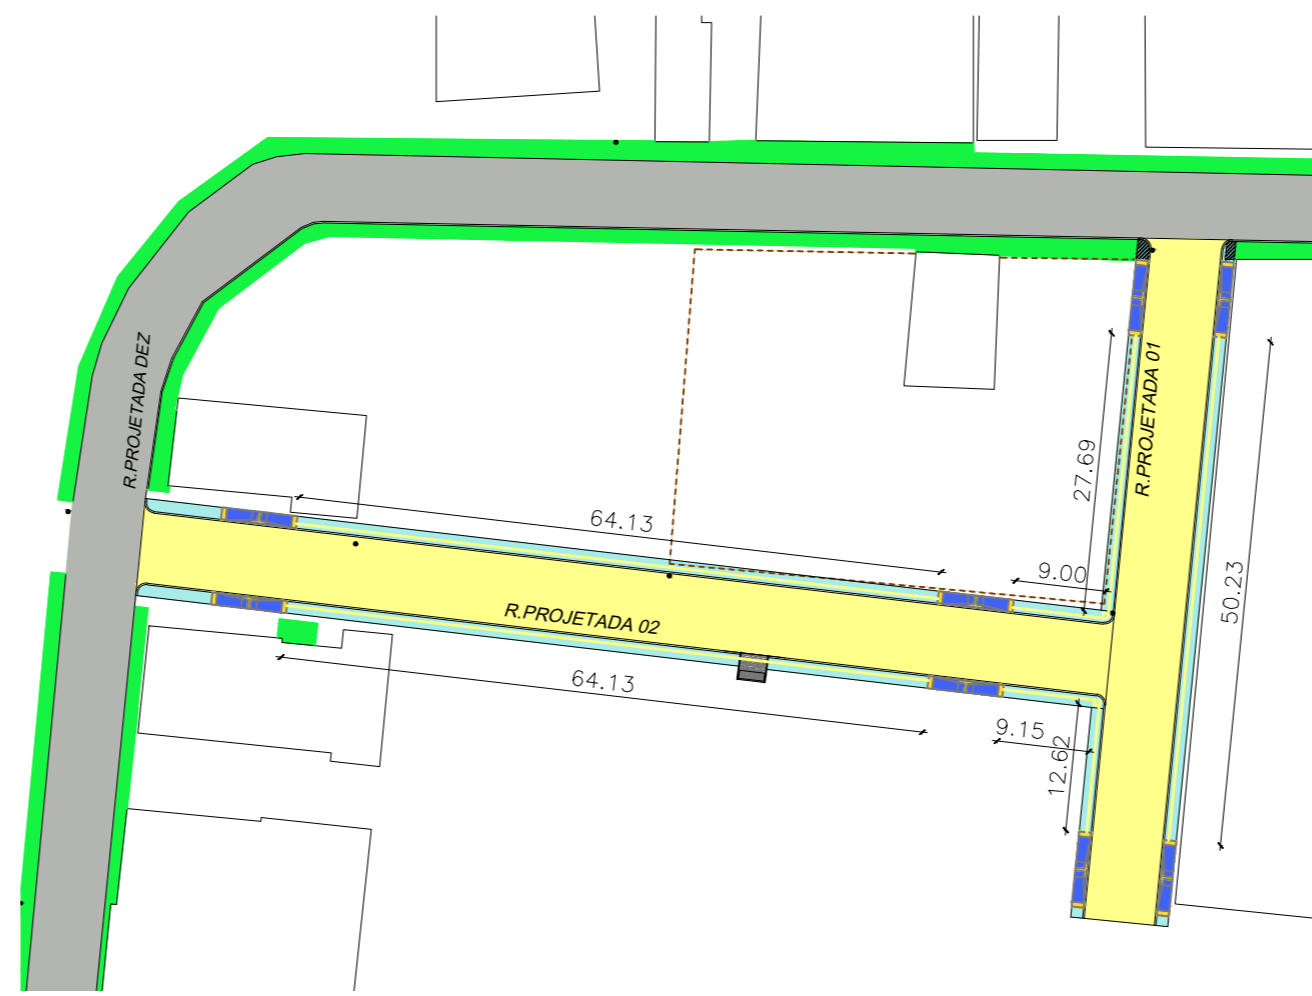 R.PROJETADA DEZ
R.PROJETADA 01
27.69
64.13
9.00
50.23
R.PROJETADA 02
64.13
9.15
12.62